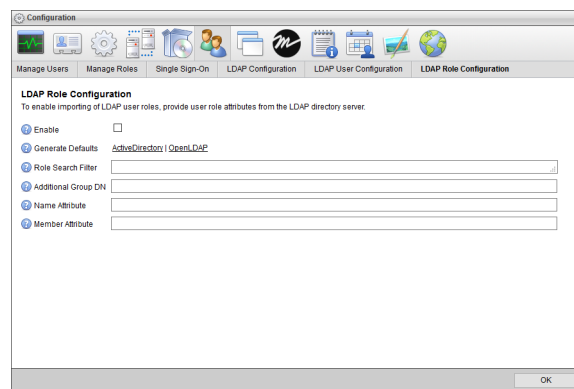 Configuration
Manage Users Manage Roles Single Sign-On LDAP Configuration LDAP User Configuration LDAP Role Configuration
LDAP Role Configuration
To enable importing of LDAP user roles, provide user role attributes from the LDAP directory server.
Enable
Generate Defaults ActiveDirectory | OpenLDAP
Role Search Filter
Additional Group DN
Name Attribute
Member Attribute
OK